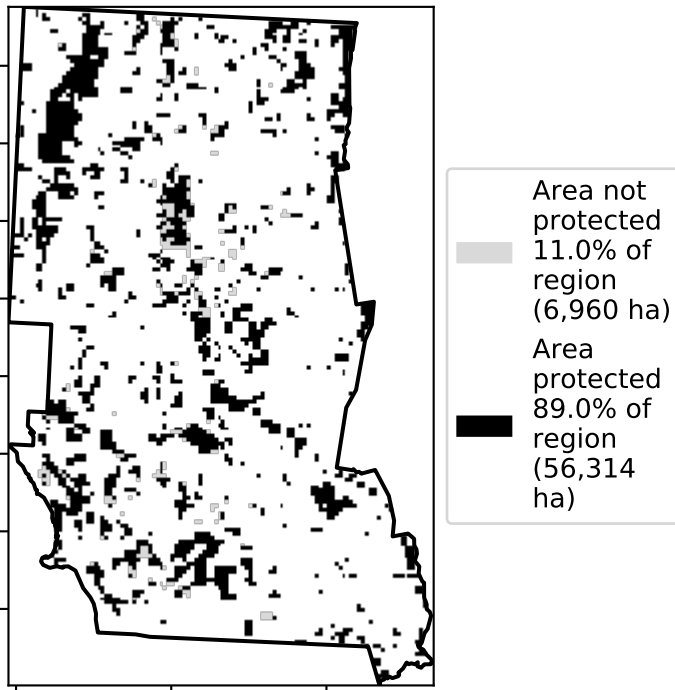 Area not
protected
11.0% of
region
(6,960 ha)
Area
protected
89.0% of
region
(56,314
ha)